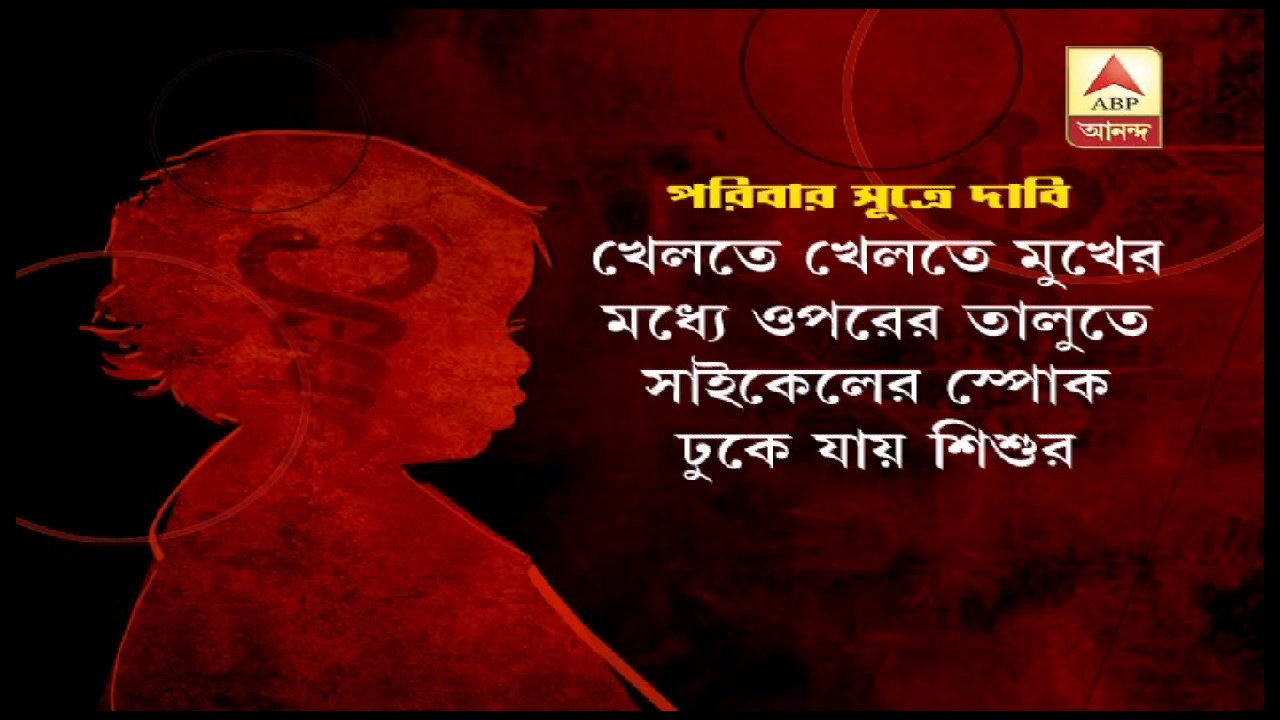 ABP
আনন্দ
পরিবার সূত্রে দাবি
খেলতে খেলতে মুখের
মধ্যে ওপরের তালুতে
সাইকেলের স্পোক
ঢুকে যায় শিশুর